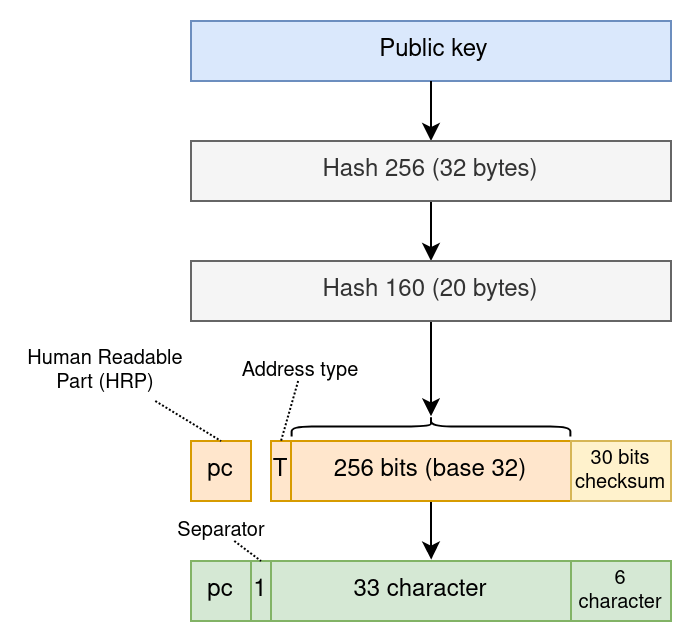 Public key
Hash 256 (32 bytes)
Hash 160 (20 bytes)
Human Readable
Part (HRP)
Address type
pc
T
256 bits (base 32)
30 bits
checksum
Separator
pc
1
33 character
6
character